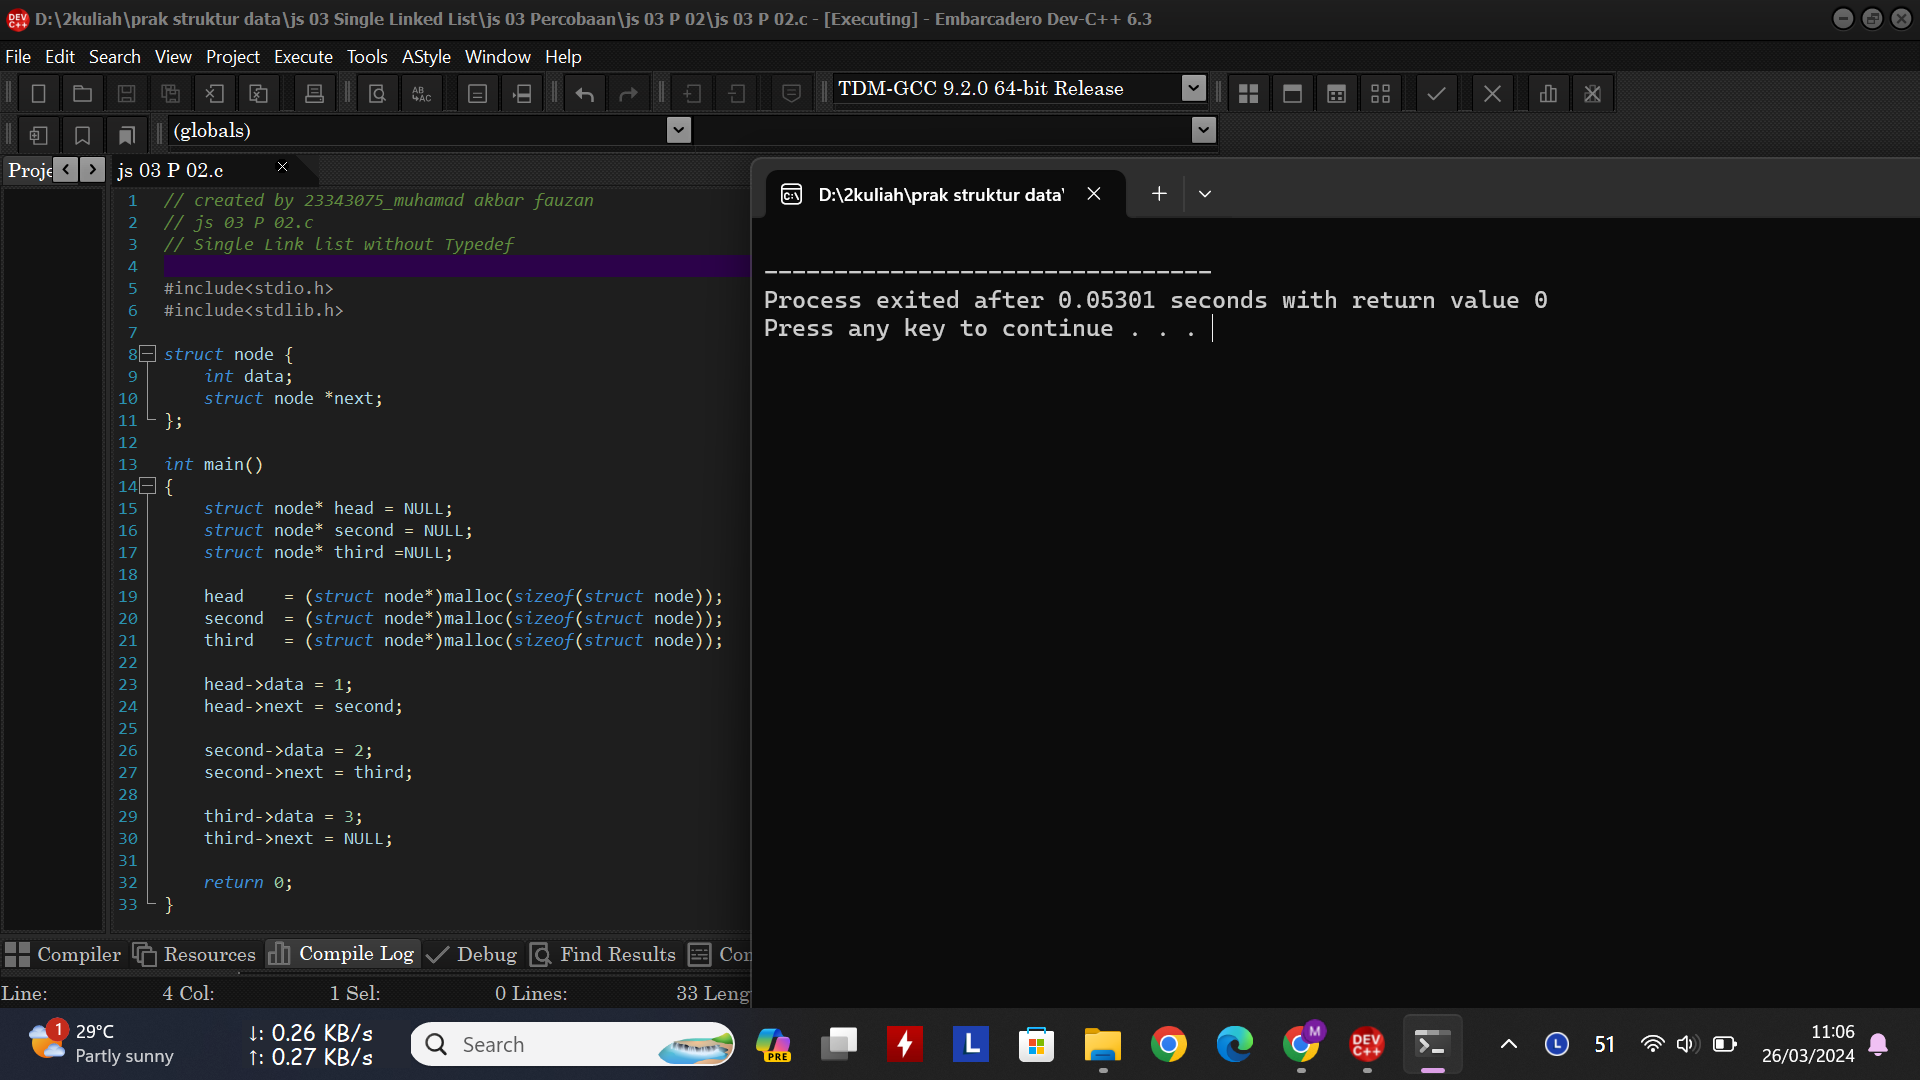 D:\2kuliah\prak struktur data\js 03 Single Linked List\js 03 Percobaan\js 03 P 02\js 03 P 02.c - [Executing] - Embarcadero Dev-C++ 6.3
File Edit Search View Project Execute Tools AStyle Window Help
TDM-GCC 9.2.0 64-bit Release
(globals)
Proje js 03 P 02.c
1 // created by 23343075_muhamad akbar fauzan
2 // js 03 P 02.c
3 // Single Link list without Typedef
4
5 #include<stdio.h>
6 #include<stdlib.h>
7
8 struct node {
9 int data;
10 struct node *next;
11 };
12
13 int main()
14 {
15 struct node* head = NULL;
16 struct node* second = NULL;
17 struct node* third =NULL;
18
19 head = (struct node*)malloc(sizeof(struct node));
20 second = (struct node*)malloc(sizeof(struct node));
21 third = (struct node*)malloc(sizeof(struct node));
22
23 head->data = 1;
24 head->next = second;
25
26 second->data = 2;
27 second->next = third;
28
29 third->data = 3;
30 third->next = NULL;
31
32 return 0;
33 }
D:\2kuliah\prak struktur data\
--------------------------------
Process exited after 0.05301 seconds with return value 0
Press any key to continue . . .
Compiler Resources Compile Log Debug Find Results Con
Line: 4 Col: 1 Sel: 0 Lines: 33 Leng
1 29°C
Partly sunny
↓: 0.26 KB/s
↑: 0.27 KB/s
Search
PRE
L
M
DEV C++
L
51
11:06
26/03/2024